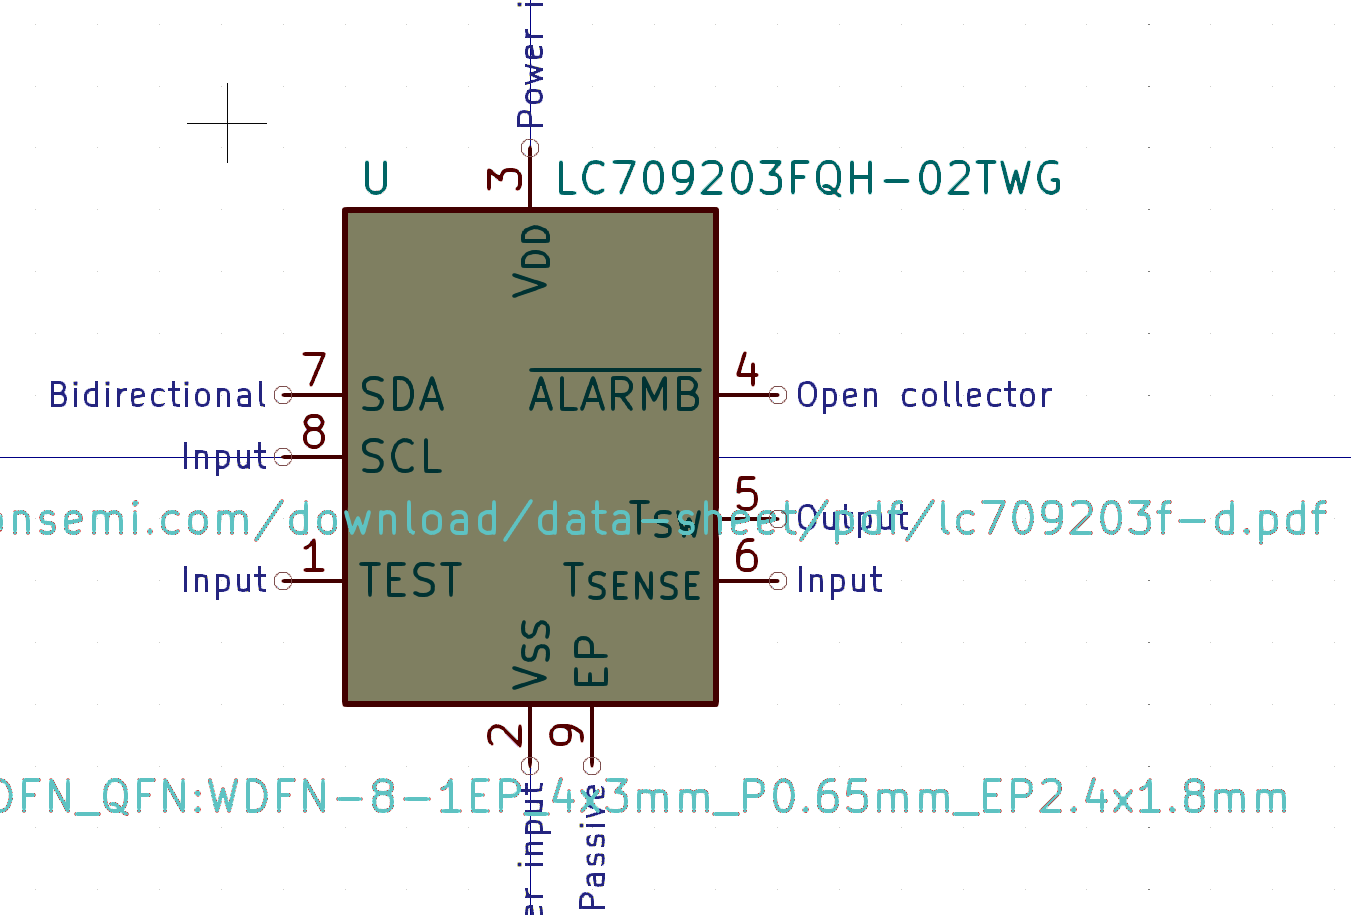 Power i
U
3
LC709203FQH-02TWG
VDD
7
Bidirectional
SDA
ALARMB
4
Open collector
8
Input
SCL
5
TSW
Output
onsemi.com/download/data-sheet/pdf/lc709203f-d.pdf
1
Input
TEST
6
TSENSE
Input
VSS
EP
2
9
DFN_QFN:WDFN-8-1EP_4x3mm_P0.65mm_EP2.4x1.8mm
er input
Passive